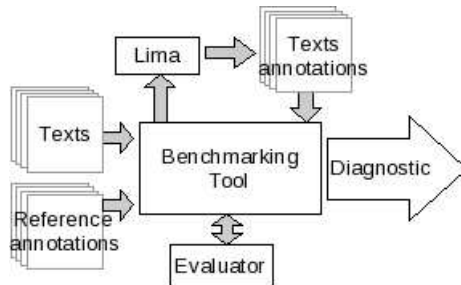 Lima
Texts
annotations
Texts
Benchmarking
Tool
Diagnostic
Reference
annotations
Evaluator